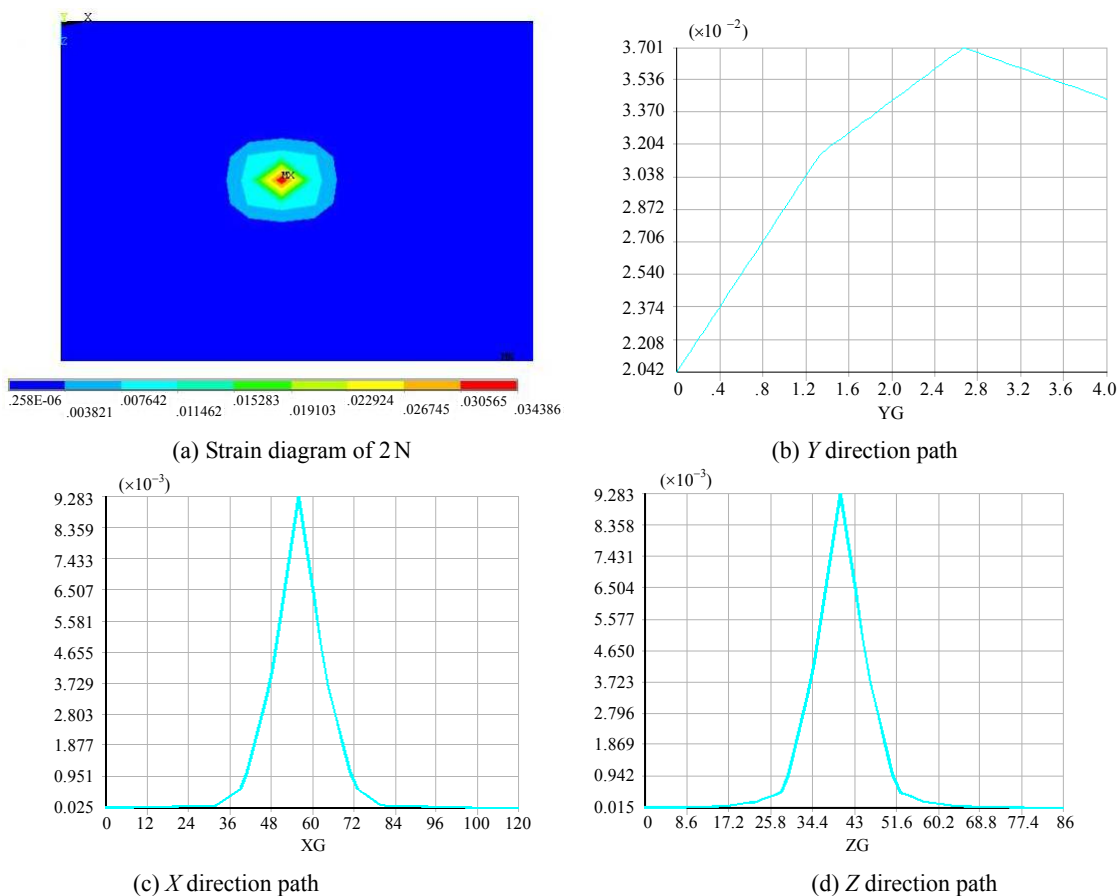 Y X
Z
MX
.258E-06 .003821 .007642 .011462 .015283 .019103 .022924 .026745 .030565 .034386
(a) Strain diagram of 2 N
(×10−2)
3.701
3.536
3.370
3.204
3.038
2.872
2.706
2.540
2.374
2.208
2.042
0 .4 .8 1.2 1.6 2.0 2.4 2.8 3.2 3.6 4.0
YG
(b) Y direction path
(×10−3)
9.283
8.359
7.433
6.507
5.581
4.655
3.729
2.803
1.877
0.951
0.025
0 12 24 36 48 60 72 84 96 108 120
XG
(c) X direction path
(×10−3)
9.283
8.358
7.431
6.504
5.577
4.650
3.723
2.796
1.869
0.942
0.015
0 8.6 17.2 25.8 34.4 43 51.6 60.2 68.8 77.4 86
ZG
(d) Z direction path